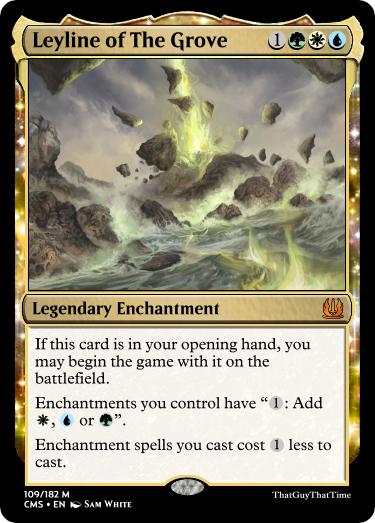 Leyline of The Grove 1
Legendary Enchantment
If this card is in your opening hand, you
may begin the game with it on the
battlefield.
Enchantments you control have “1: Add
, or ”.
Enchantment spells you cast cost 1 less to
cast.
109/182 M
CMS • EN Sam White
ThatGuyThatTime